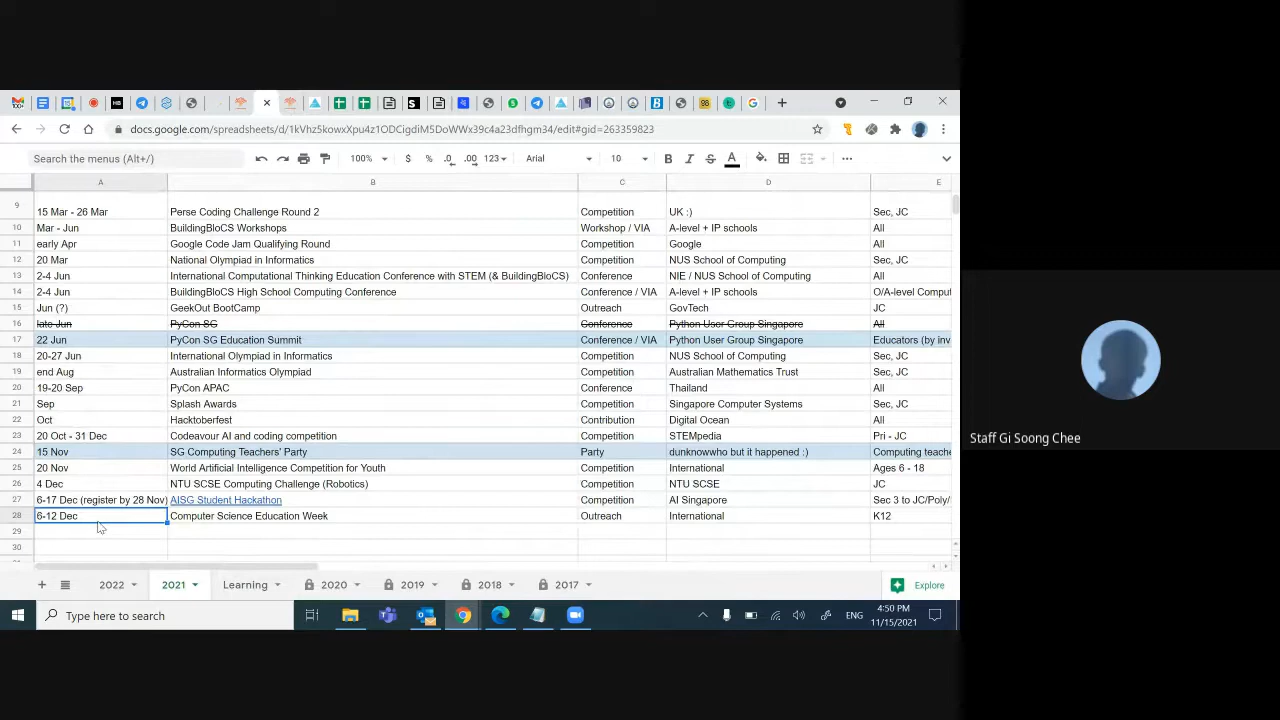 docs.google.com/spreadsheets/d/1kVhz5kowxXpu4z1ODCigdiM5DoWWx39c4a23dfhgm34/edit#gid=263359823
Search the menus (Alt+/) 100% $ % .0 .00 123 Arial 10 B I S A
A B C D E
9 15 Mar - 26 Mar Perse Coding Challenge Round 2 Competition UK :) Sec, JC
10 Mar - Jun BuildingBloCS Workshops Workshop / VIA A-level + IP schools All
11 early Apr Google Code Jam Qualifying Round Competition Google All
12 20 Mar National Olympiad in Informatics Competition NUS School of Computing Sec, JC
13 2-4 Jun International Computational Thinking Education Conference with STEM (& BuildingBloCS) Conference NIE / NUS School of Computing All
14 2-4 Jun BuildingBloCS High School Computing Conference Conference / VIA A-level + IP schools O/A-level Comput
15 Jun (?) GeekOut BootCamp Outreach GovTech JC
16 late Jun PyCon SG Conference Python User Group Singapore All
17 22 Jun PyCon SG Education Summit Conference / VIA Python User Group Singapore Educators (by inv
18 20-27 Jun International Olympiad in Informatics Competition NUS School of Computing Sec, JC
19 end Aug Australian Informatics Olympiad Competition Australian Mathematics Trust Sec, JC
20 19-20 Sep PyCon APAC Conference Thailand All
21 Sep Splash Awards Competition Singapore Computer Systems Sec, JC
22 Oct Hacktoberfest Contribution Digital Ocean All
23 20 Oct - 31 Dec Codeavour AI and coding competition Competition STEMpedia Pri - JC
24 15 Nov SG Computing Teachers' Party Party dunknowwho but it happened :) Computing teache
25 20 Nov World Artificial Intelligence Competition for Youth Competition International Ages 6 - 18
26 4 Dec NTU SCSE Computing Challenge (Robotics) Competition NTU SCSE JC
27 6-17 Dec (register by 28 Nov) AISG Student Hackathon Competition AI Singapore Sec 3 to JC/Poly/
28 6-12 Dec Computer Science Education Week Outreach International K12
29
30
2022 2021 Learning 2020 2019 2018 2017 Explore
Type here to search ENG 4:50 PM
11/15/2021
Staff Gi Soong Chee